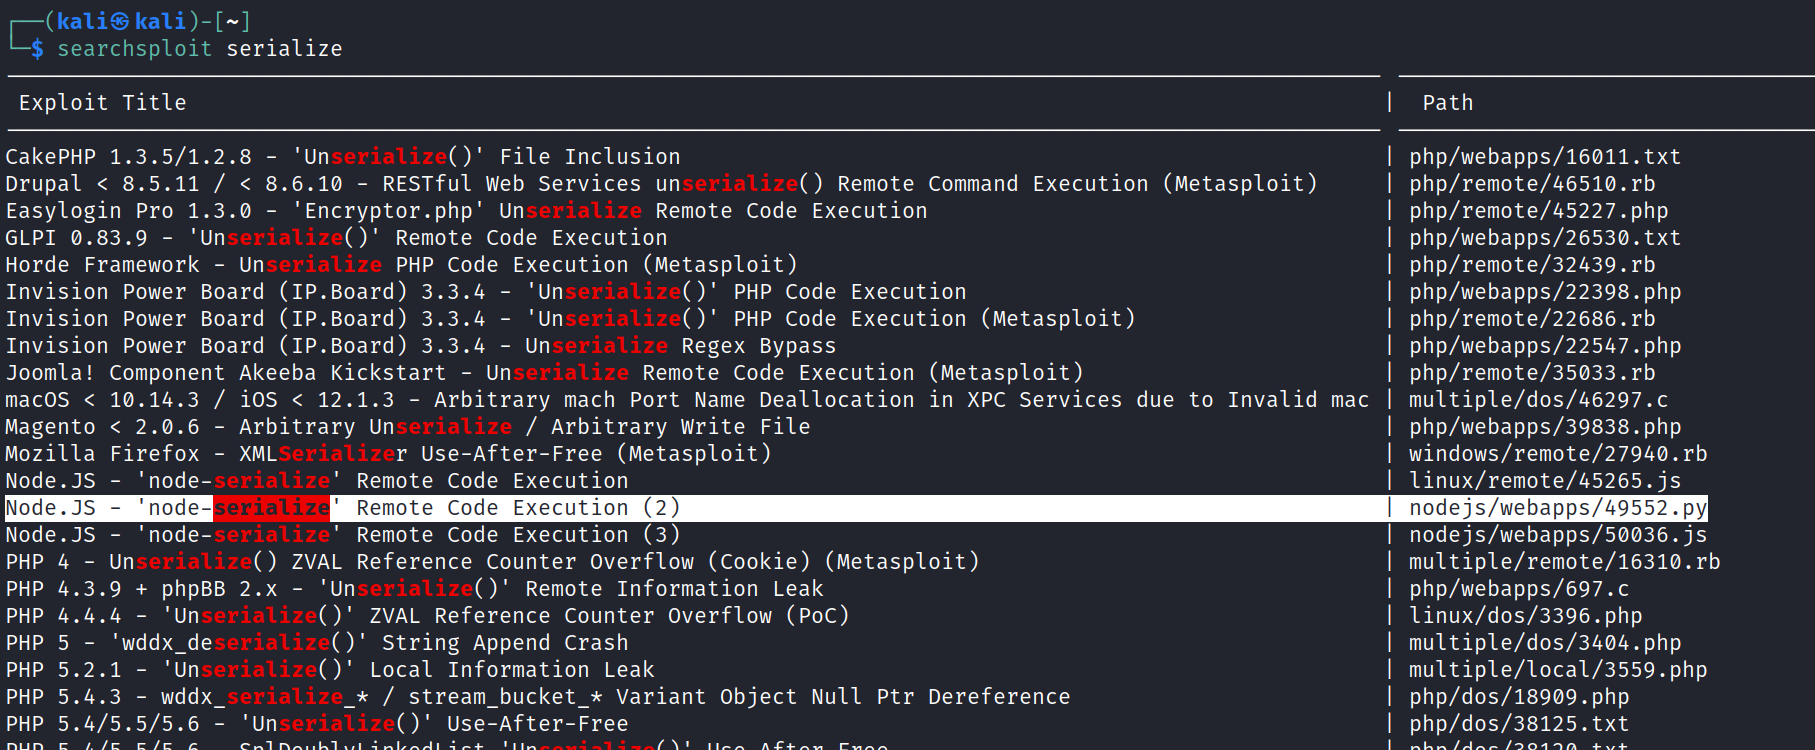 (kali㉿kali)-[~]
$ searchsploit serialize
Exploit Title | Path
CakePHP 1.3.5/1.2.8 - 'Unserialize()' File Inclusion | php/webapps/16011.txt
Drupal < 8.5.11 / < 8.6.10 - RESTful Web Services unserialize() Remote Command Execution (Metasploit) | php/remote/46510.rb
Easylogin Pro 1.3.0 - 'Encryptor.php' Unserialize Remote Code Execution | php/remote/45227.php
GLPI 0.83.9 - 'Unserialize()' Remote Code Execution | php/webapps/26530.txt
Horde Framework - Unserialize PHP Code Execution (Metasploit) | php/remote/32439.rb
Invision Power Board (IP.Board) 3.3.4 - 'Unserialize()' PHP Code Execution | php/webapps/22398.php
Invision Power Board (IP.Board) 3.3.4 - 'Unserialize()' PHP Code Execution (Metasploit) | php/remote/22686.rb
Invision Power Board (IP.Board) 3.3.4 - Unserialize Regex Bypass | php/webapps/22547.php
Joomla! Component Akeeba Kickstart - Unserialize Remote Code Execution (Metasploit) | php/remote/35033.rb
macOS < 10.14.3 / iOS < 12.1.3 - Arbitrary mach Port Name Deallocation in XPC Services due to Invalid mac | multiple/dos/46297.c
Magento < 2.0.6 - Arbitrary Unserialize / Arbitrary Write File | php/webapps/39838.php
Mozilla Firefox - XMLSerializer Use-After-Free (Metasploit) | windows/remote/27940.rb
Node.JS - 'node-serialize' Remote Code Execution | linux/remote/45265.js
Node.JS - 'node-serialize' Remote Code Execution (2) | nodejs/webapps/49552.py
Node.JS - 'node-serialize' Remote Code Execution (3) | nodejs/webapps/50036.js
PHP 4 - Unserialize() ZVAL Reference Counter Overflow (Cookie) (Metasploit) | multiple/remote/16310.rb
PHP 4.3.9 + phpBB 2.x - 'Unserialize()' Remote Information Leak | php/webapps/697.c
PHP 4.4.4 - 'Unserialize()' ZVAL Reference Counter Overflow (PoC) | linux/dos/3396.php
PHP 5 - 'wddx_deserialize()' String Append Crash | multiple/dos/3404.php
PHP 5.2.1 - 'Unserialize()' Local Information Leak | multiple/local/3559.php
PHP 5.4.3 - wddx_serialize_* / stream_bucket_* Variant Object Null Ptr Dereference | php/dos/18909.php
PHP 5.4/5.5/5.6 - 'Unserialize()' Use-After-Free | php/dos/38125.txt
PHP 5.4/5.5/5.6 - SplDoublyLinkedList 'Unserialize()' Use-After-Free | php/dos/38120.txt